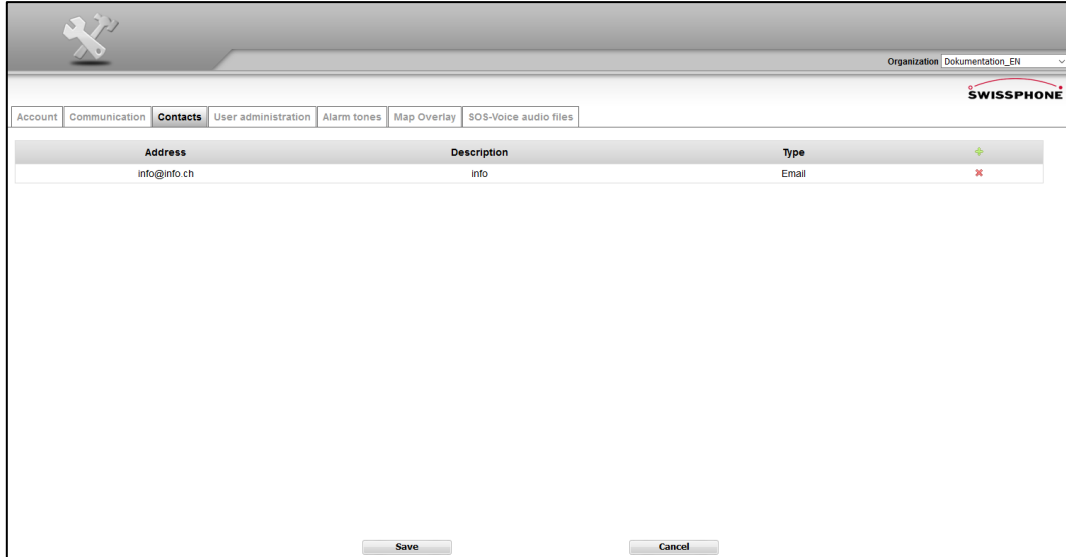 Organization Dokumentation_EN
SWISSPHONE
Account Communication Contacts User administration Alarm tones Map Overlay SOS-Voice audio files
Address Description Type
info@info.ch info Email
Save Cancel